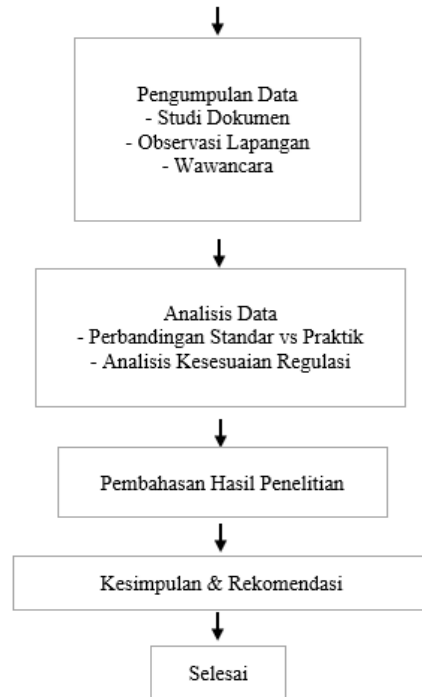 Pengumpulan Data
- Studi Dokumen
- Observasi Lapangan
- Wawancara
Analisis Data
- Perbandingan Standar vs Praktik
- Analisis Kesesuaian Regulasi
Pembahasan Hasil Penelitian
Kesimpulan & Rekomendasi
Selesai